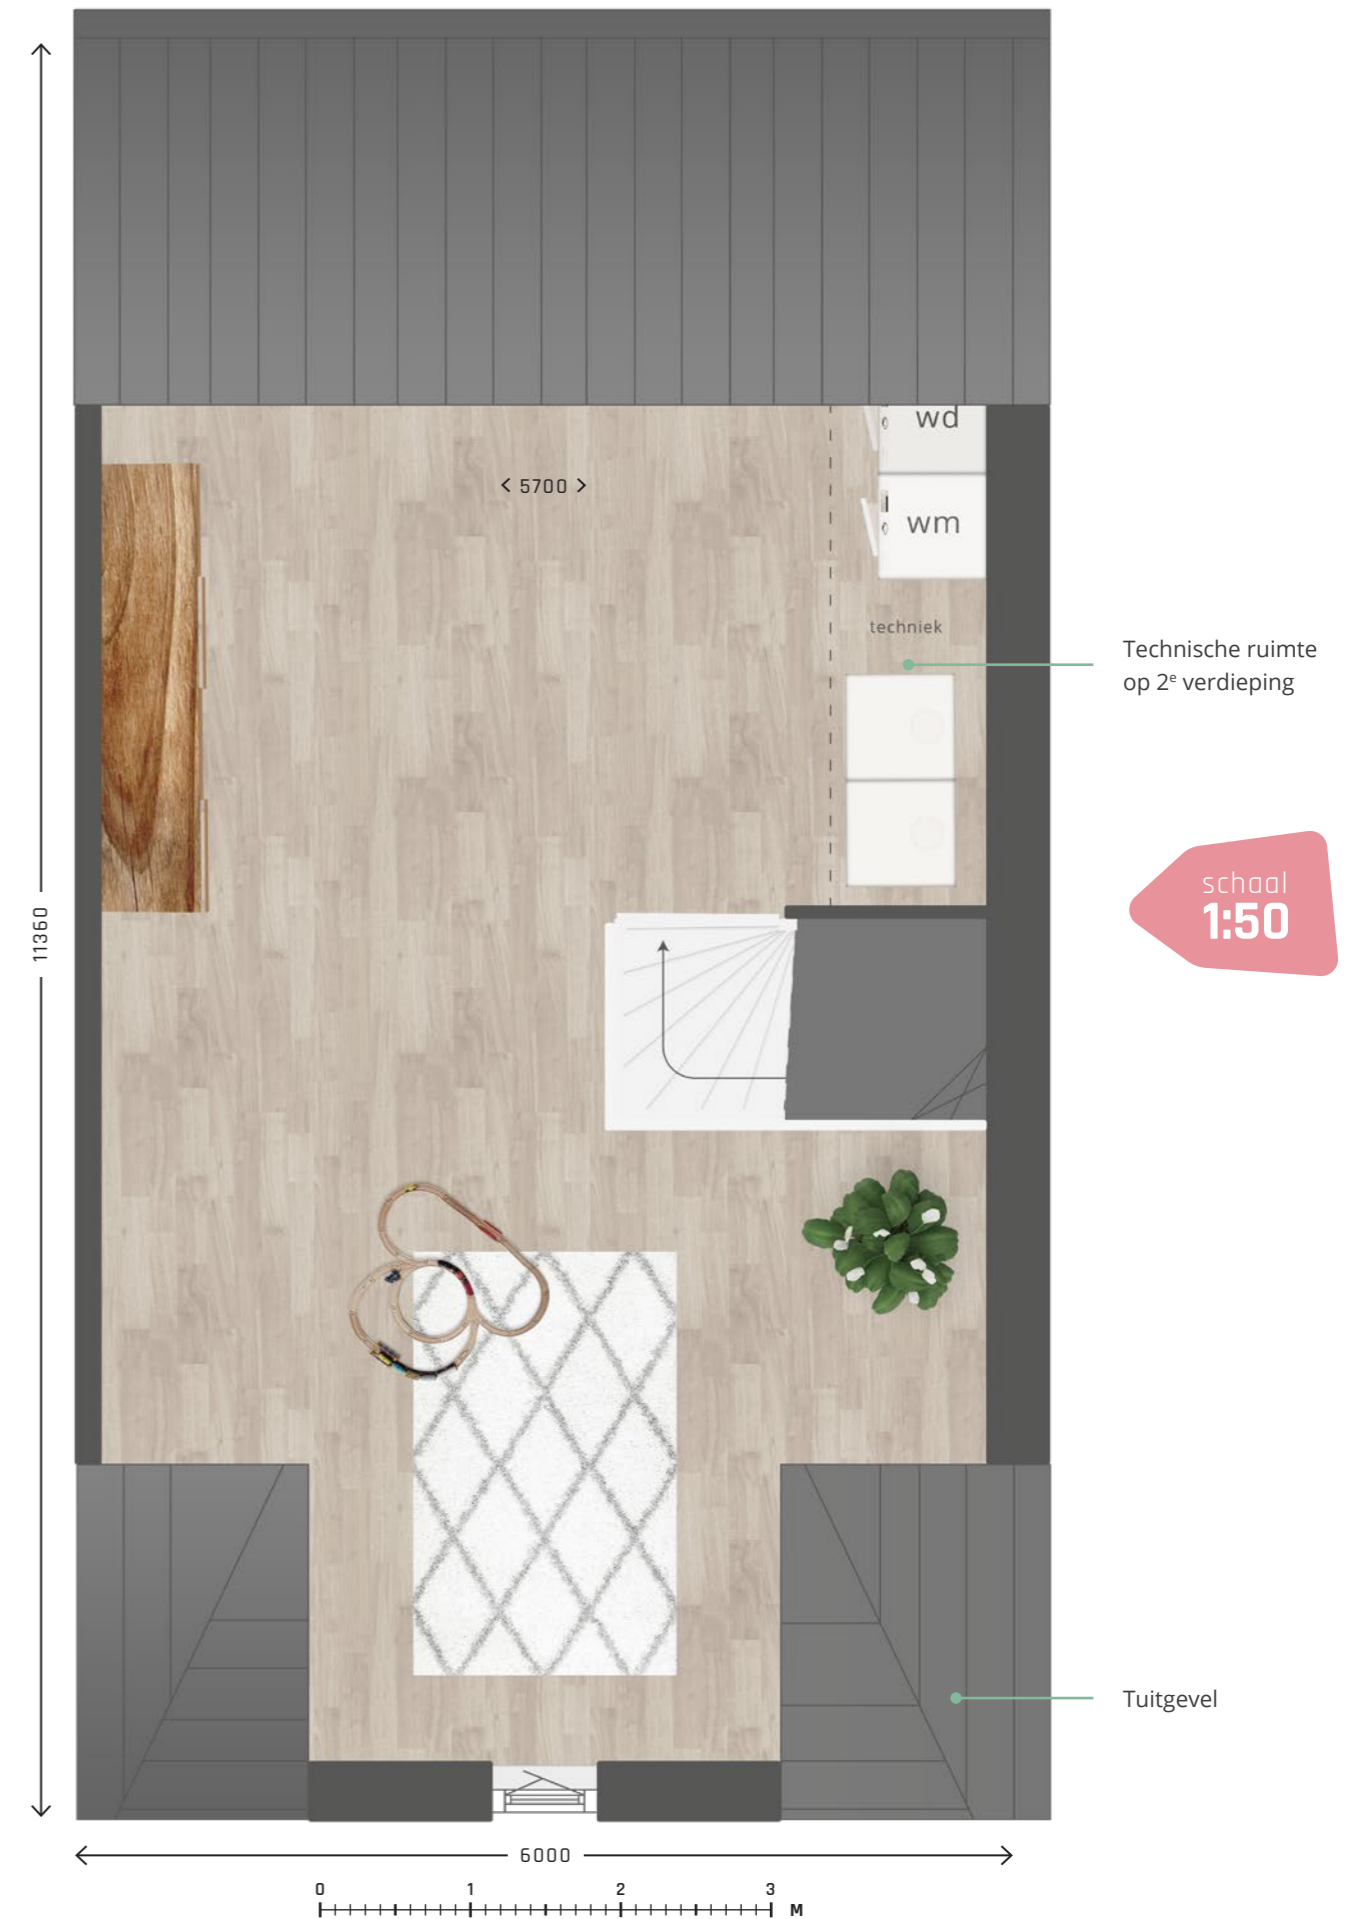 wd
< 5700 >
wm
techniek
Technische ruimte
op 2e verdieping
schaal
1:50
11360
Tuitgevel
6000
0 1 2 3
M